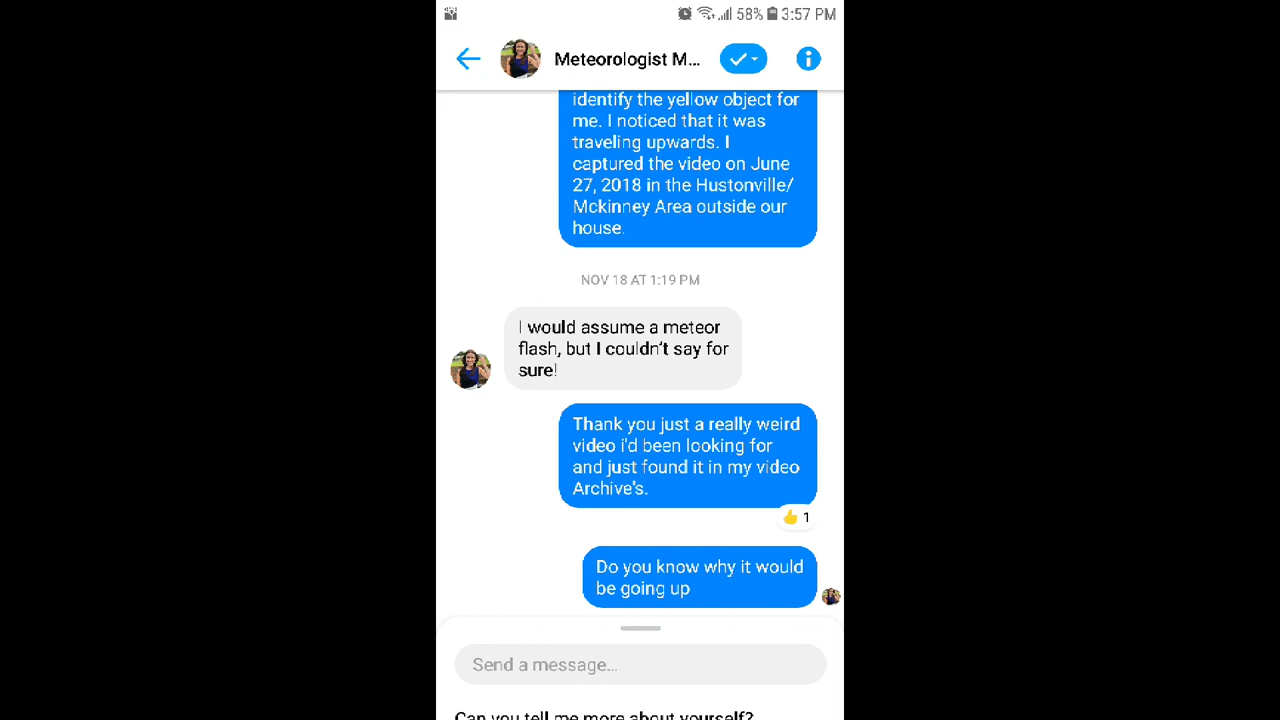 58% 3:57 PM
Meteorologist M...
identify the yellow object for
me. I noticed that it was
traveling upwards. I
captured the video on June
27, 2018 in the Hustonville/
Mckinney Area outside our
house.
NOV 18 AT 1:19 PM
I would assume a meteor
flash, but I couldn't say for
sure!
Thank you just a really weird
video i'd been looking for
and just found it in my video
Archive's.
1
Do you know why it would
be going up
Send a message...
Can you tell me more about yourself?